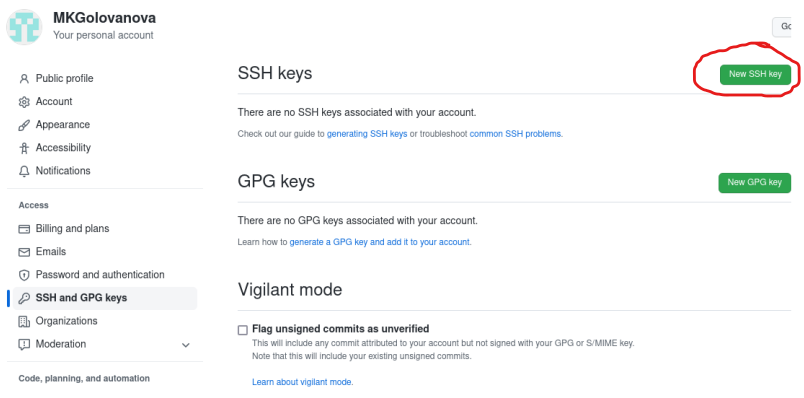 MKGolovanova
Your personal account
Go
Public profile
Account
Appearance
Accessibility
Notifications
Access
Billing and plans
Emails
Password and authentication
SSH and GPG keys
Organizations
Moderation
Code, planning, and automation
SSH keys
New SSH key
There are no SSH keys associated with your account.
Check out our guide to generating SSH keys or troubleshoot common SSH problems.
GPG keys
New GPG key
There are no GPG keys associated with your account.
Learn how to generate a GPG key and add it to your account.
Vigilant mode
Flag unsigned commits as unverified
This will include any commit attributed to your account but not signed with your GPG or S/MIME key.
Note that this will include your existing unsigned commits.
Learn about vigilant mode.